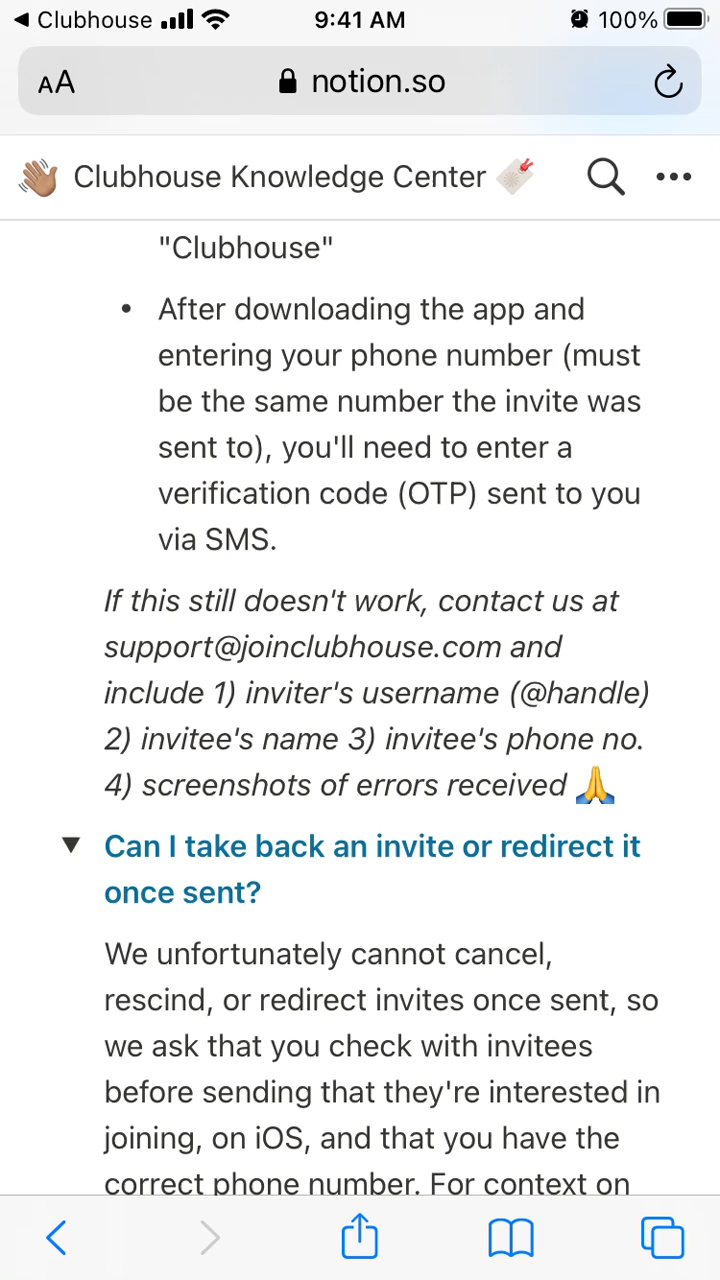 Clubhouse 9:41 AM 100%
AA notion.so
Clubhouse Knowledge Center
"Clubhouse"
• After downloading the app and
entering your phone number (must
be the same number the invite was
sent to), you'll need to enter a
verification code (OTP) sent to you
via SMS.
If this still doesn't work, contact us at
support@joinclubhouse.com and
include 1) inviter's username (@handle)
2) invitee's name 3) invitee's phone no.
4) screenshots of errors received 🙏
Can I take back an invite or redirect it
once sent?
We unfortunately cannot cancel,
rescind, or redirect invites once sent, so
we ask that you check with invitees
before sending that they're interested in
joining, on iOS, and that you have the
correct phone number. For context on